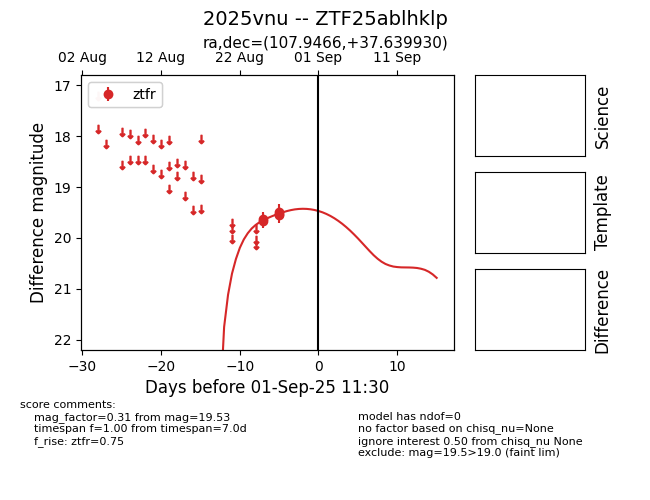 2025vnu -- ZTF25ablhklp
ra,dec=(107.9466,+37.639930)
02 Aug 12 Aug 22 Aug 01 Sep 11 Sep
ztfr
17
18
19
20
21
22
Difference magnitude
−30 −20 −10 0 10
Days before 01-Sep-25 11:30
Science
Template
Difference
score comments:
mag_factor=0.31 from mag=19.53
timespan f=1.00 from timespan=7.0d
f_rise: ztfr=0.75
model has ndof=0
no factor based on chisq_nu=None
ignore interest 0.50 from chisq_nu None
exclude: mag=19.5>19.0 (faint lim)